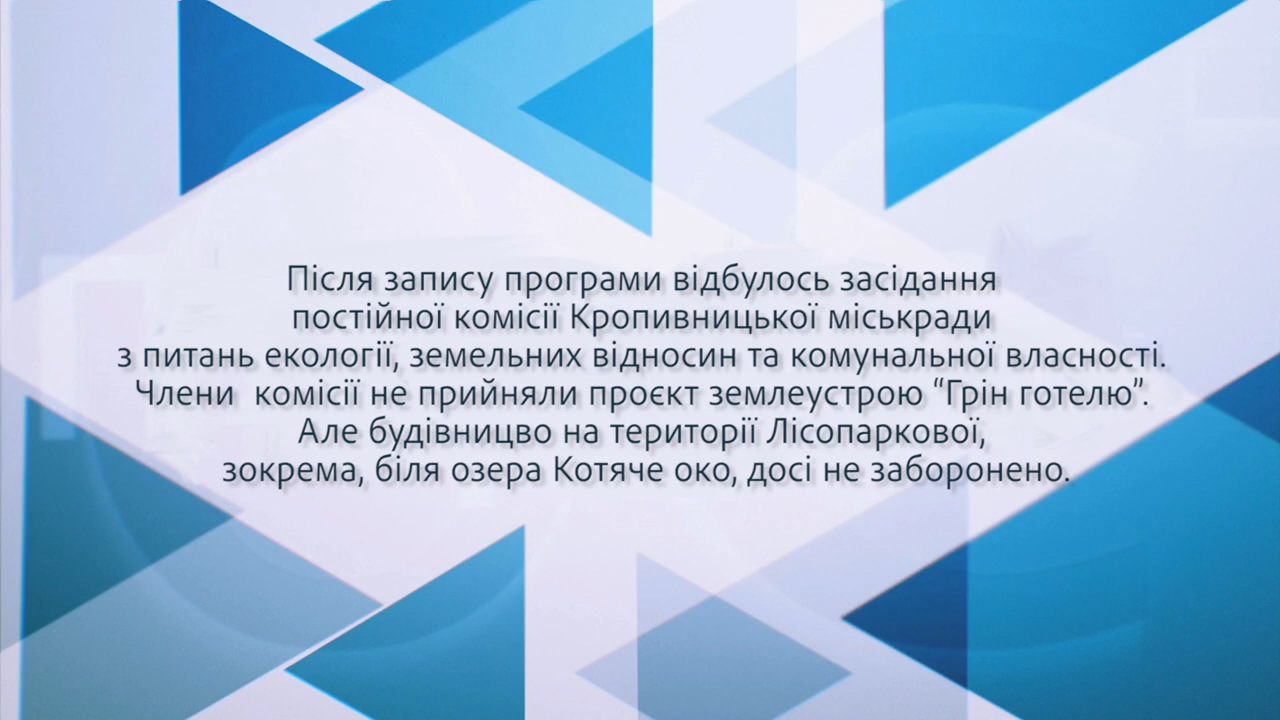 Після запису програми відбулось засідання
постійної комісії Кропивницької міськради
з питань екології, земельних відносин та комунальної власності.
Члени  комісії не прийняли проєкт землеустрою “Грін готелю”.
Але будівницво на території Лісопаркової,
зокрема, біля озера Котяче око, досі не заборонено.